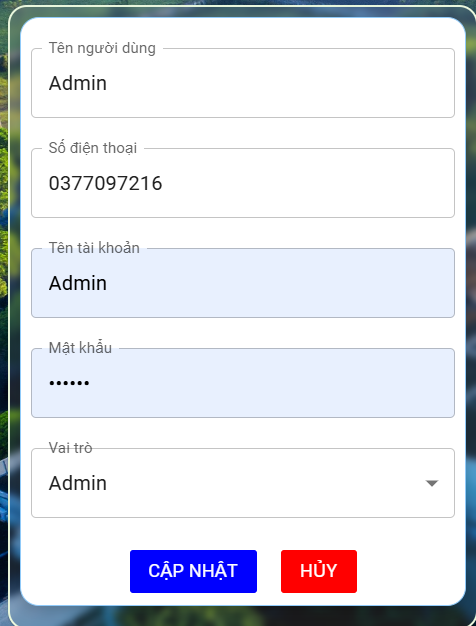 Tên người dùng
Admin
Số điện thoại
0377097216
Tên tài khoản
Admin
Mật khẩu
••••••
Vai trò
Admin
CẬP NHẬT HỦY